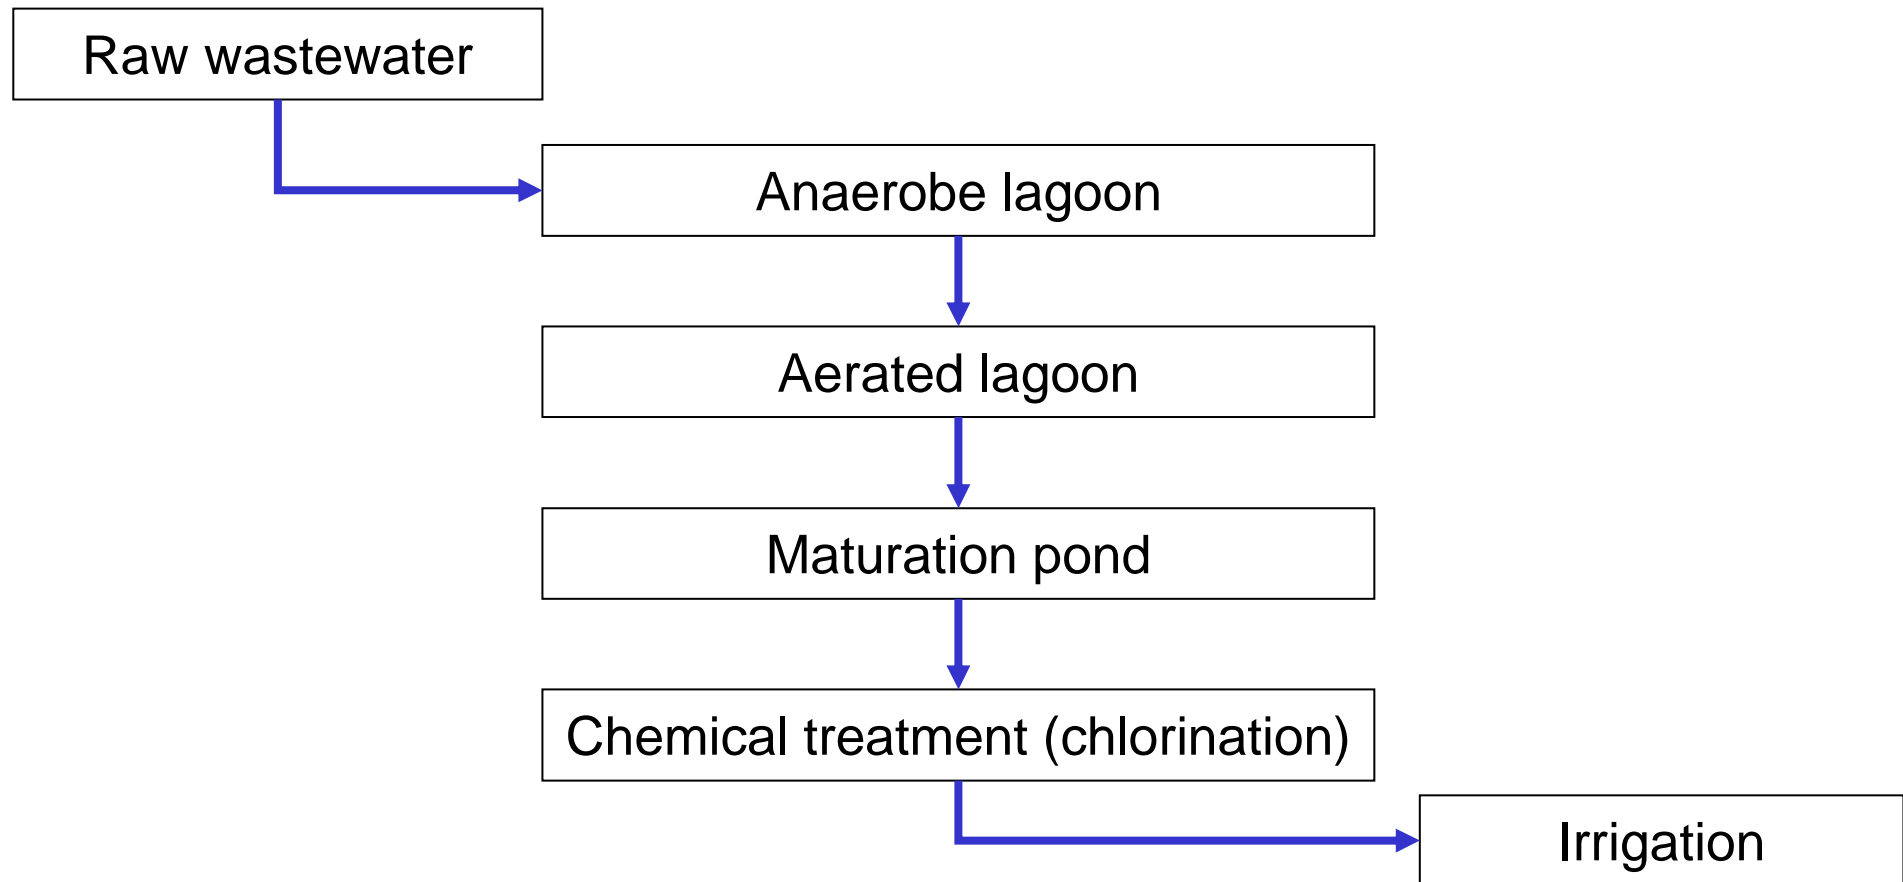 Raw wastewater
Anaerobe lagoon
Aerated lagoon
Maturation pond
Chemical treatment (chlorination)
Irrigation